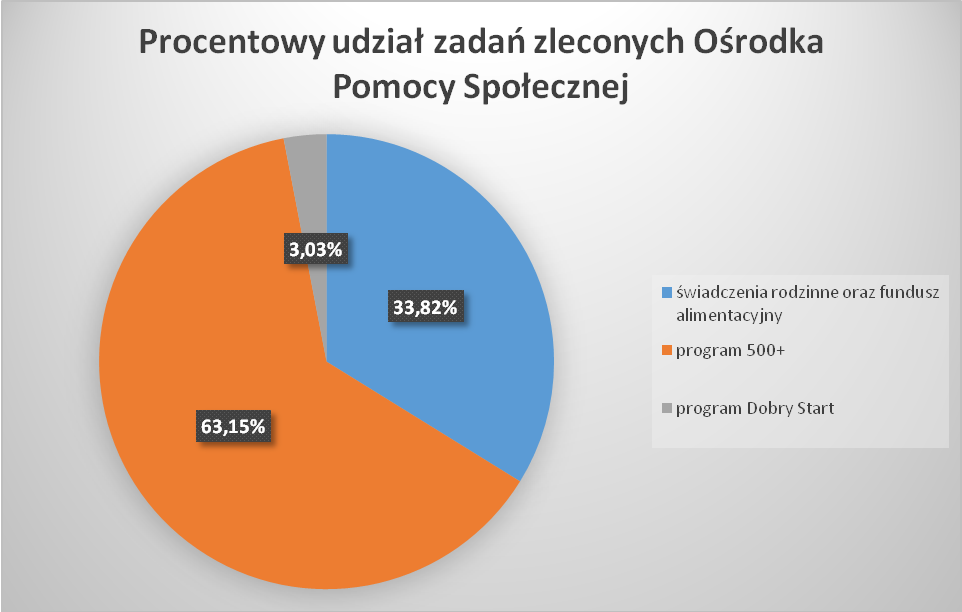 Procentowy udział zadań zleconych Ośrodka
Pomocy Społecznej
3,03%
33,82%
63,15%
świadczenia rodzinne oraz fundusz
alimentacyjny
program 500+
program Dobry Start